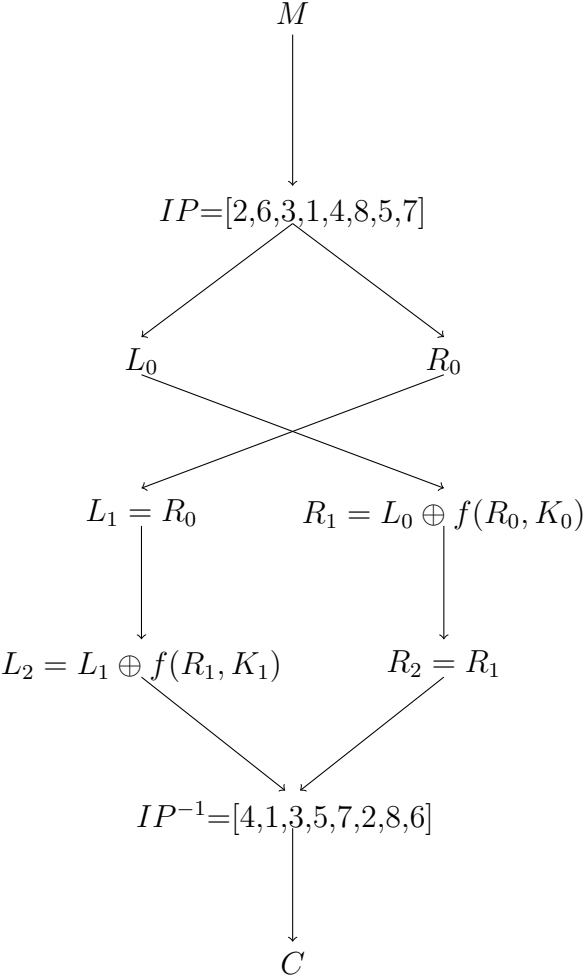 M
IP=[2,6,3,1,4,8,5,7]
L₀ R₀
L₁ = R₀ R₁ = L₀ ⊕ f(R₀, K₀)
L₂ = L₁ ⊕ f(R₁, K₁) R₂ = R₁
IP⁻¹=[4,1,3,5,7,2,8,6]
C